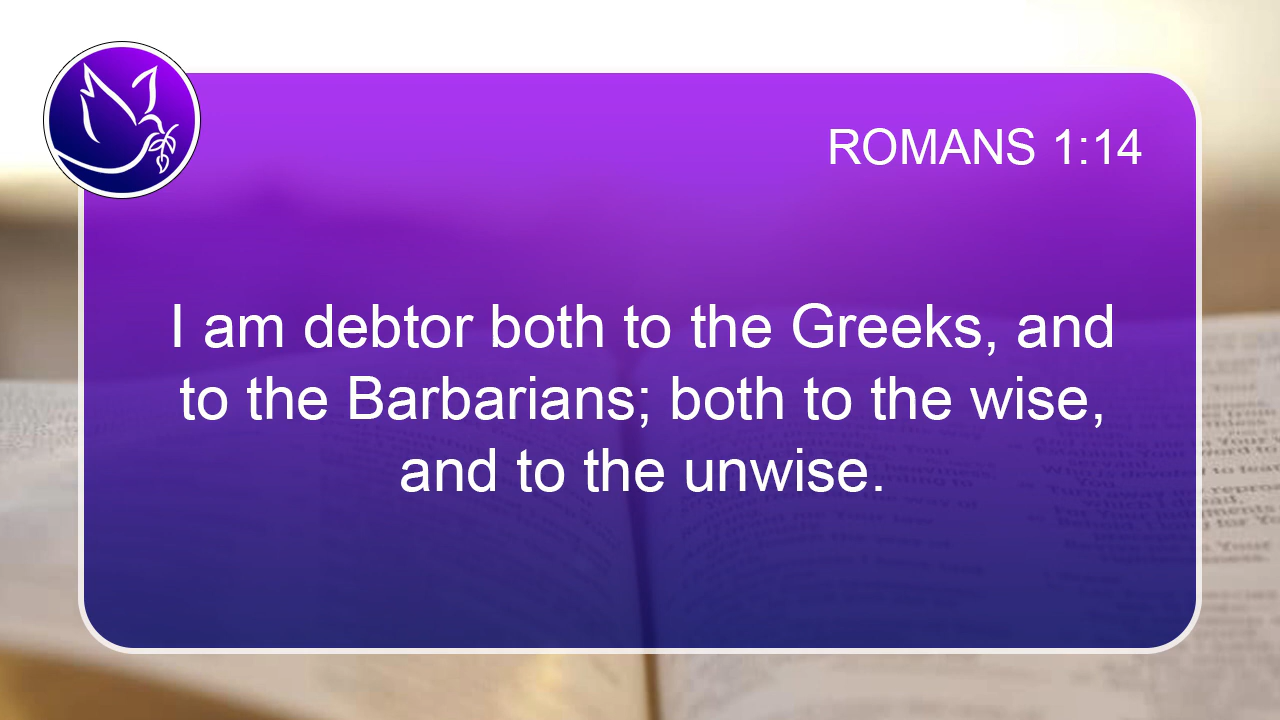 ROMANS 1:14
I am debtor both to the Greeks, and
to the Barbarians; both to the wise,
and to the unwise.